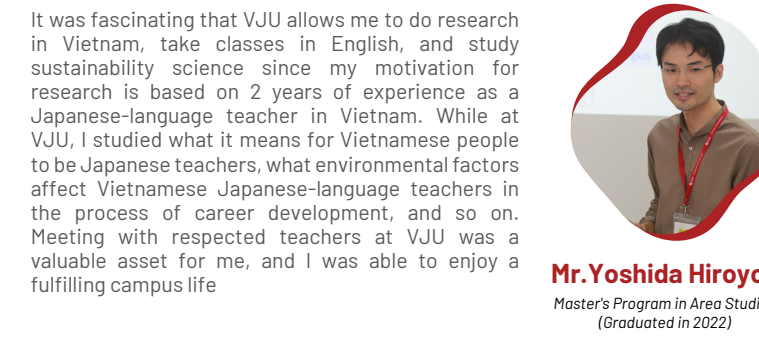 It was fascinating that VJU allows me to do research
in Vietnam, take classes in English, and study
sustainability science since my motivation for
research is based on 2 years of experience as a
Japanese-language teacher in Vietnam. While at
VJU, I studied what it means for Vietnamese people
to be Japanese teachers, what environmental factors
affect Vietnamese Japanese-language teachers in
the process of career development, and so on.
Meeting with respected teachers at VJU was a
valuable asset for me, and I was able to enjoy a
fulfilling campus life
Mr.Yoshida
Master's Program in Area
(Graduated in 2022)